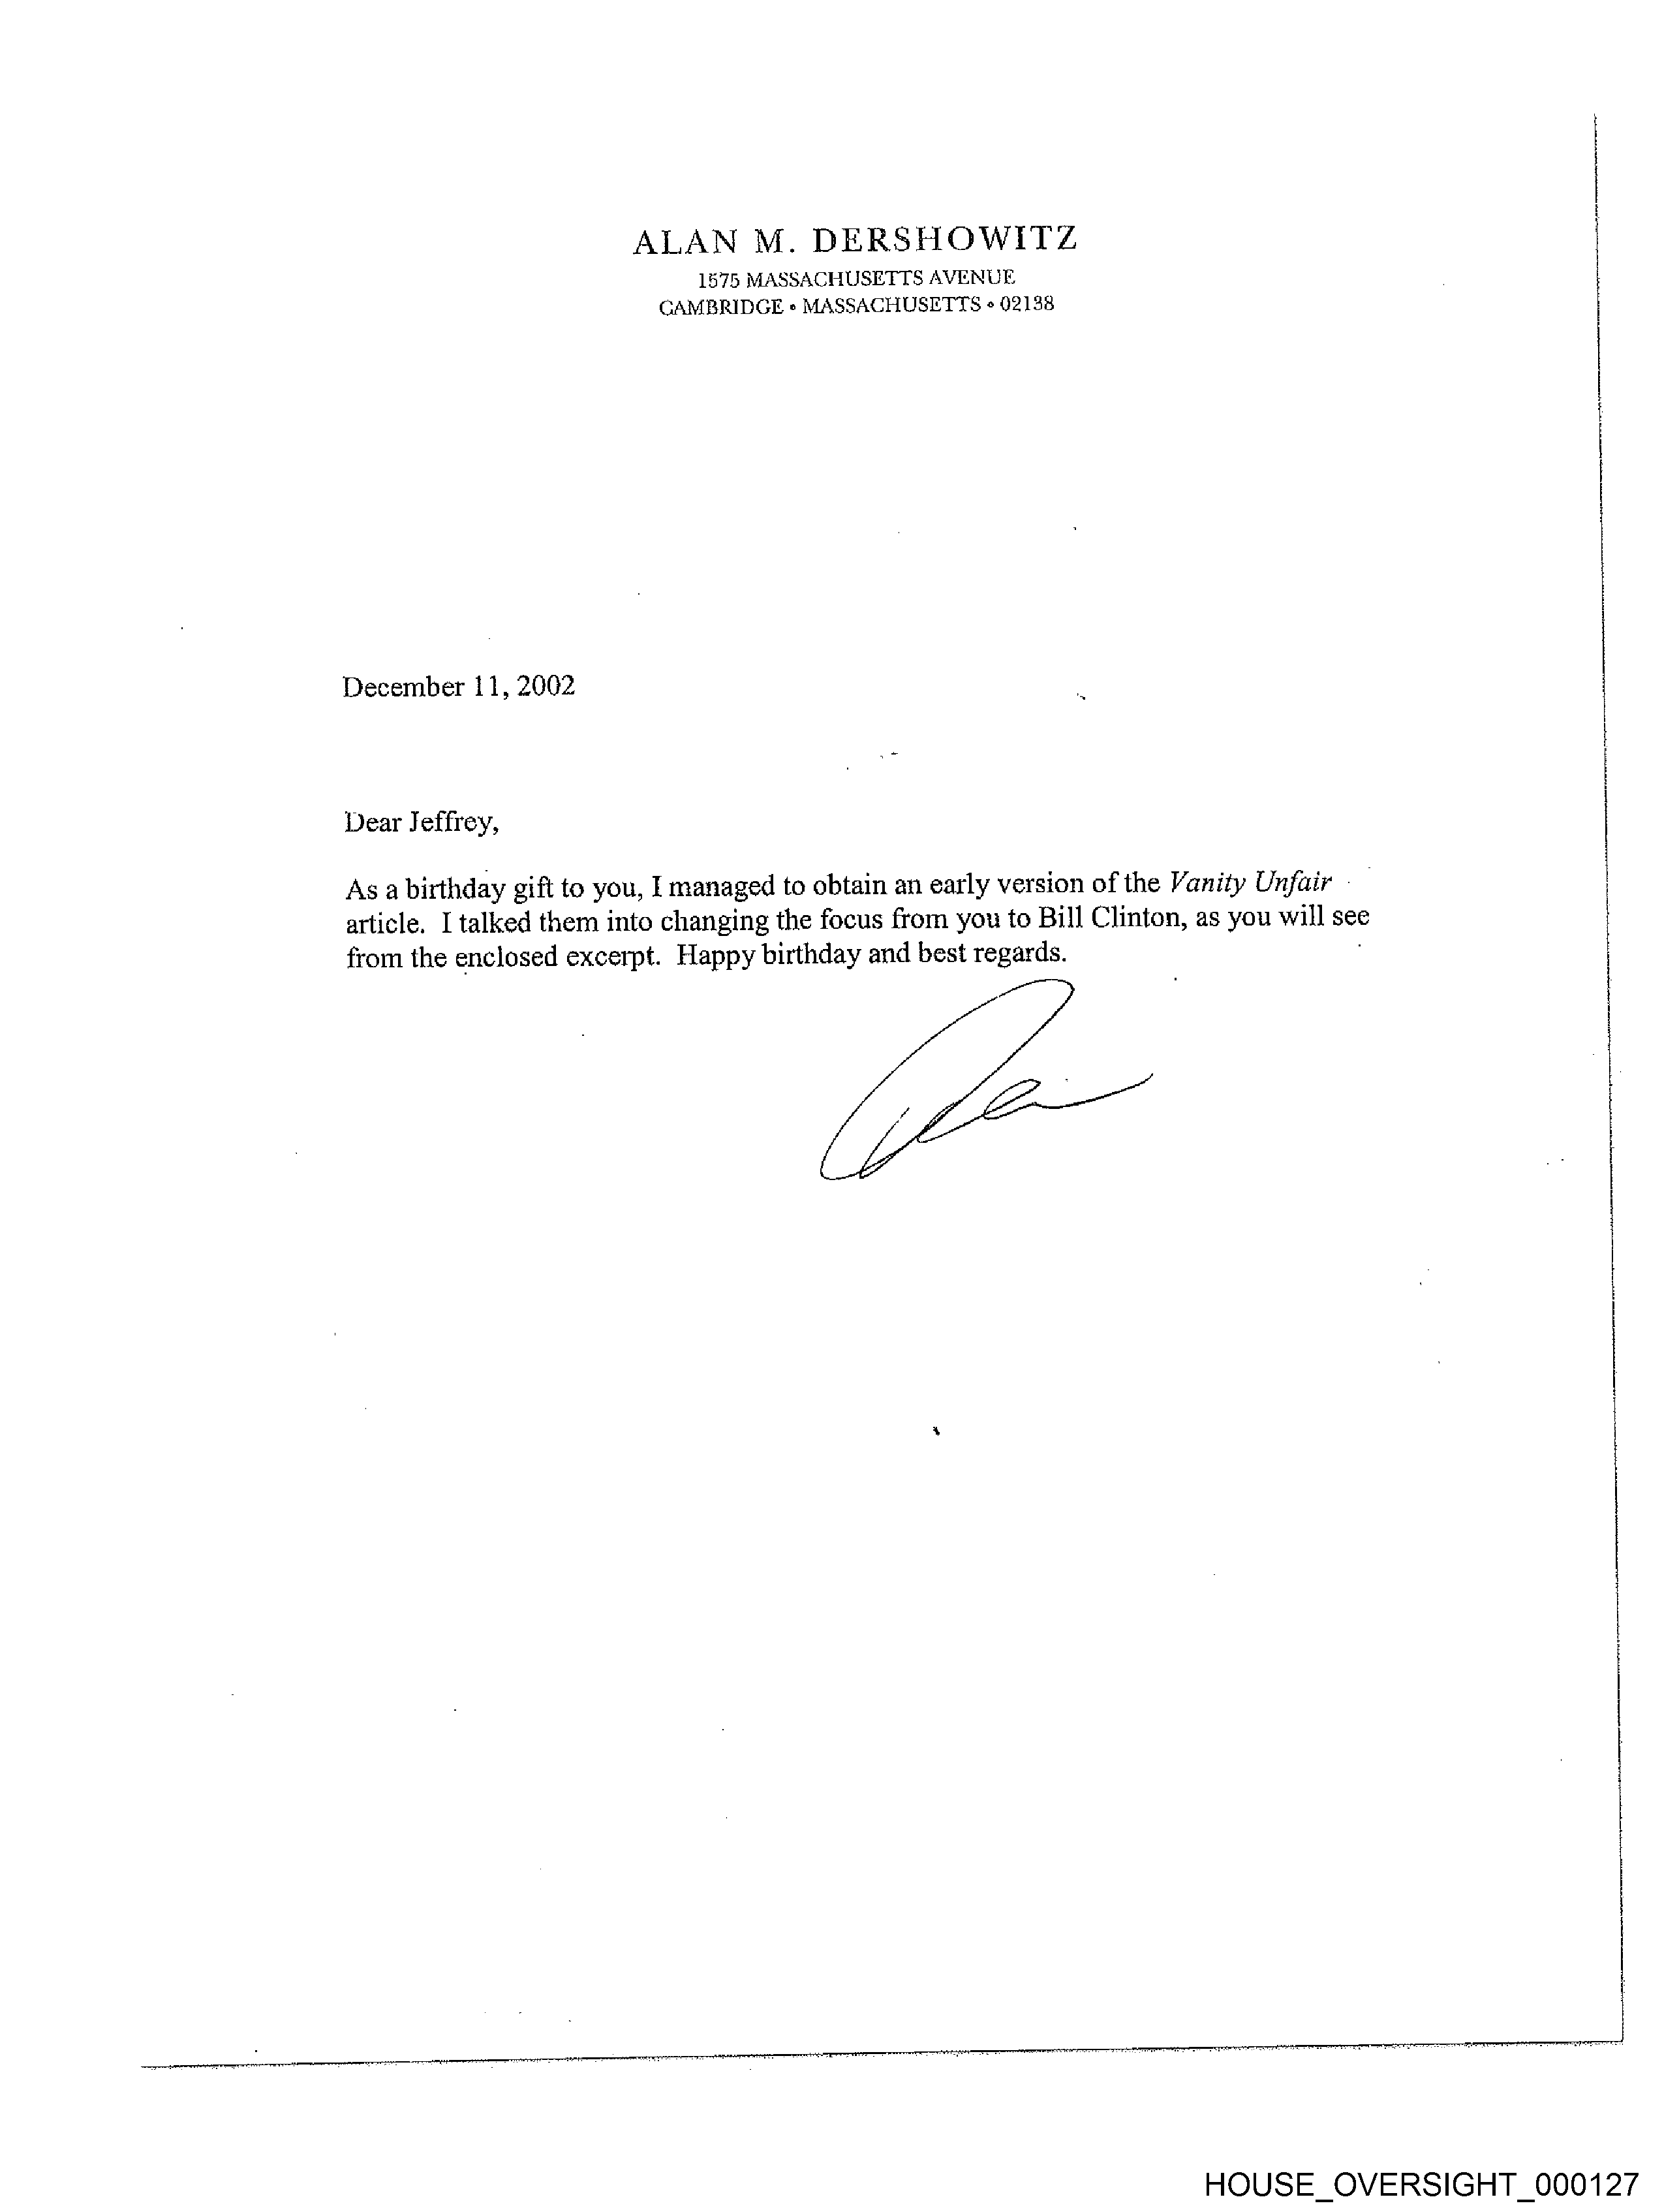 ALAN M. DERSHOWITZ
1575 MASSACHUSETTS AVENUE
CAMBRIDGE • MASSACHUSETTS • 02138
December 11, 2002
Dear Jeffrey,
As a birthday gift to you, I managed to obtain an early version of the Vanity Unfair
article.  I talked them into changing the focus from you to Bill Clinton, as you will see
from the enclosed excerpt.  Happy birthday and best regards.
HOUSE_OVERSIGHT_000127